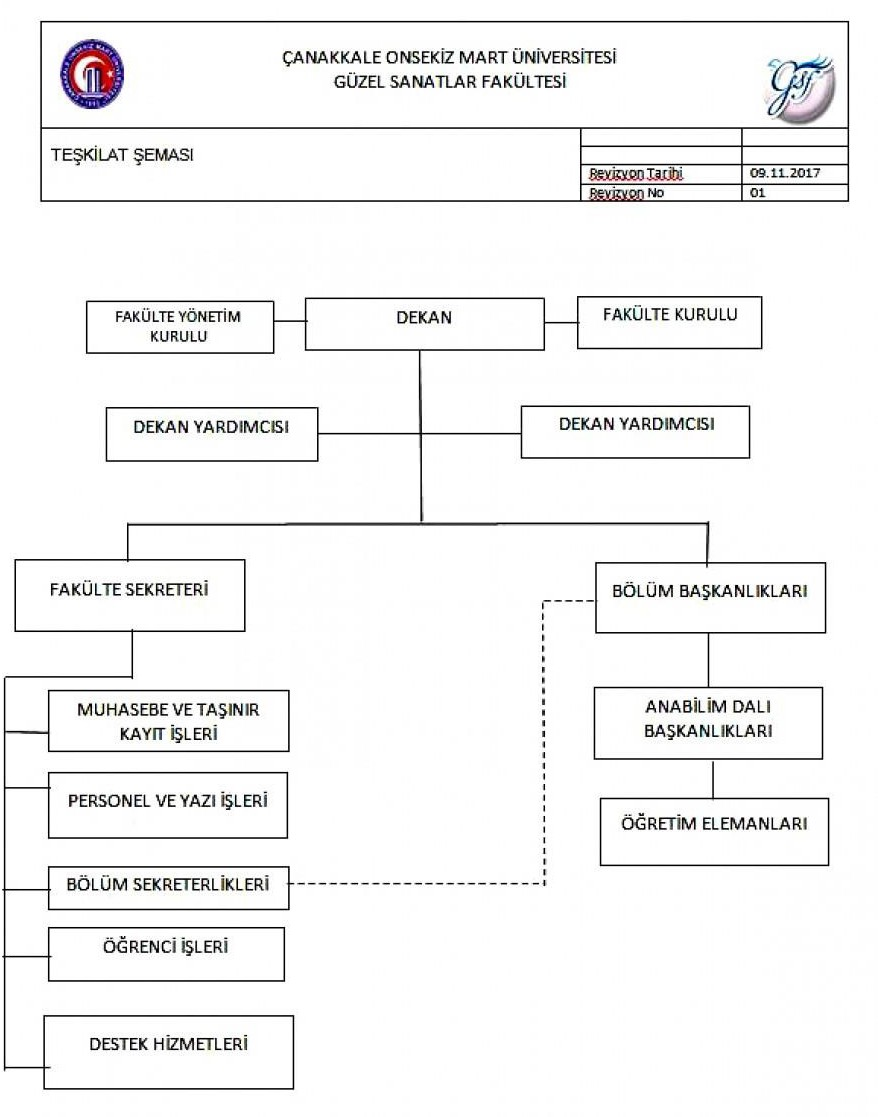 ÇANAKKALE ONSEKİZ MART ÜNİVERSİTESİ
GÜZEL SANATLAR FAKÜLTESİ
gsf
TEŞKİLAT ŞEMASI
Revizyon Tarihi 09.11.2017
Revizyon No 01
FAKÜLTE YÖNETİM
KURULU
DEKAN
FAKÜLTE KURULU
DEKAN YARDIMCISI
DEKAN YARDIMCISI
FAKÜLTE SEKRETERİ
BÖLÜM BAŞKANLIKLARI
MUHASEBE VE TAŞINIR
KAYIT İŞLERİ
ANABİLİM DALI
BAŞKANLIKLARI
PERSONEL VE YAZI İŞLERİ
ÖĞRETİM ELEMANLARI
BÖLÜM SEKRETERLİKLERİ
ÖĞRENCİ İŞLERİ
DESTEK HİZMETLERİ